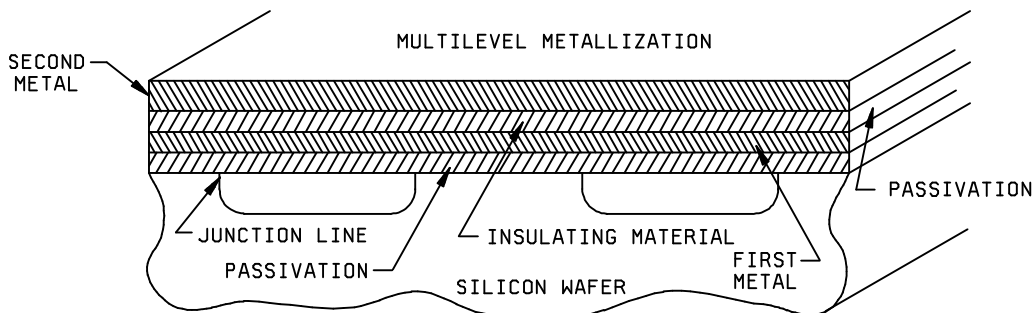 MULTILEVEL METALLIZATION
SECOND
METAL
PASSIVATION
JUNCTION LINE
INSULATING MATERIAL
PASSIVATION
FIRST
METAL
SILICON WAFER